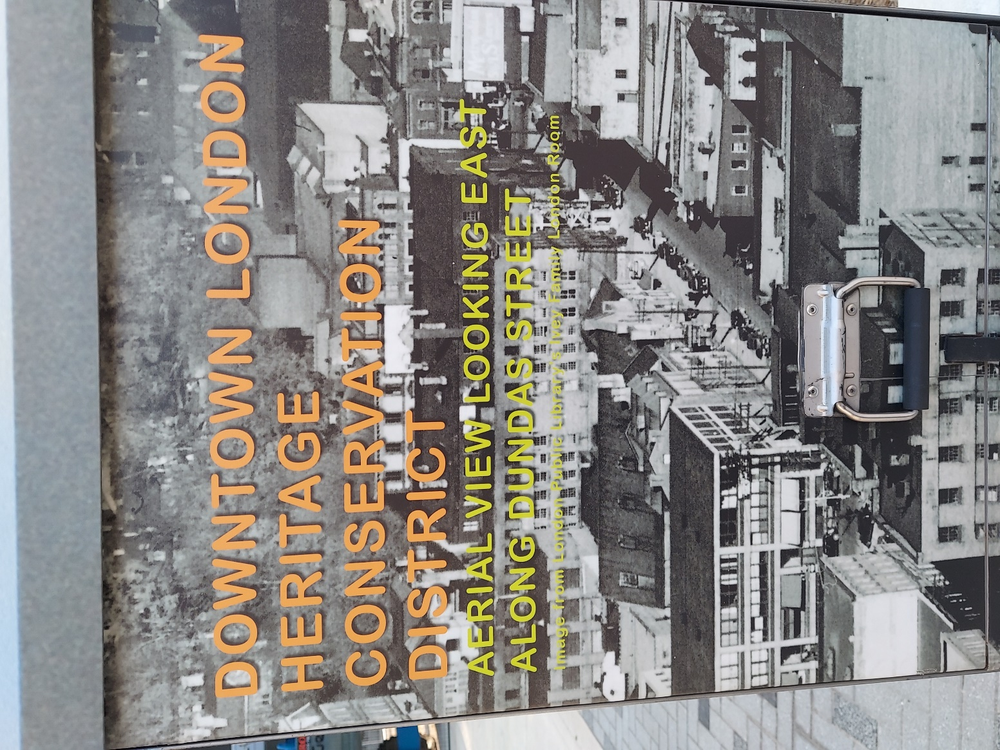 DOWNTOWN LONDON
HERITAGE
CONSERVATION
DISTRICT
AERIAL VIEW LOOKING EAST
ALONG DUNDAS STREET
Image from London Public Library's Ivey Family London Room